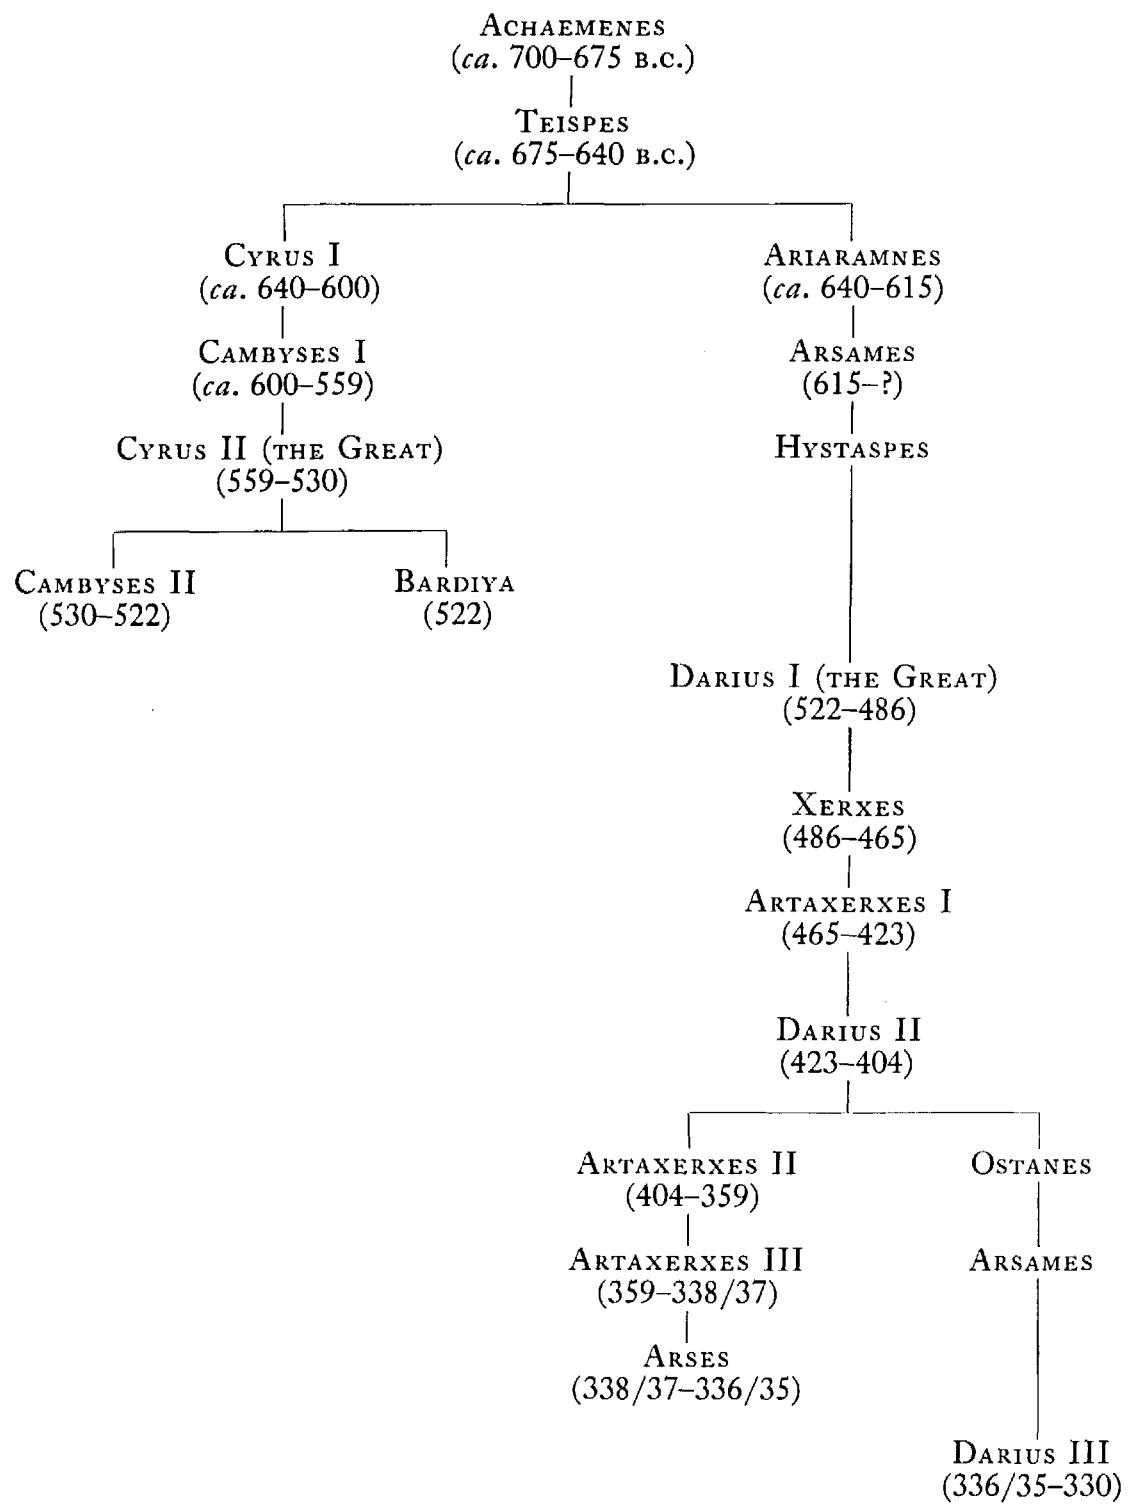 ACHAEMENES
(ca. 700–675 B.C.)
TEISPES
(ca. 675–640 B.C.)
CYRUS I
(ca. 640–600)
ARIARAMNES
(ca. 640–615)
CAMBYSES I
(ca. 600–559)
ARSAMES
(615–?)
CYRUS II (THE GREAT)
(559–530)
HYSTASPES
CAMBYSES II
(530–522)
BARDIYA
(522)
DARIUS I (THE GREAT)
(522–486)
XERXES
(486–465)
ARTAXERXES I
(465–423)
DARIUS II
(423–404)
ARTAXERXES II
(404–359)
OSTANES
ARTAXERXES III
(359–338/37)
ARSAMES
ARSES
(338/37–336/35)
DARIUS III
(336/35–330)